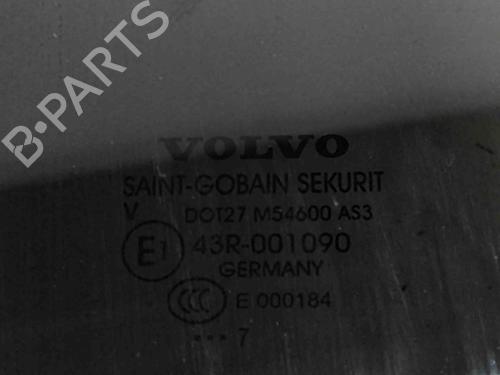 B-PARTS
VOLVO
SAINT-GOBAIN SEKURIT
V DOT27 M54600 AS3
E1 43R-001090
GERMANY
CCC E 000184
... 7